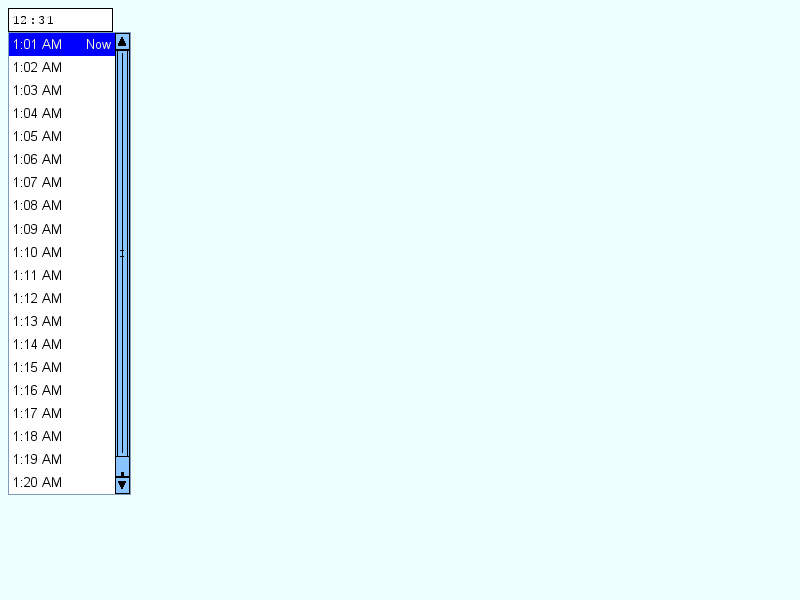 12:31
1:01 AM Now
1:02 AM
1:03 AM
1:04 AM
1:05 AM
1:06 AM
1:07 AM
1:08 AM
1:09 AM
1:10 AM
1:11 AM
1:12 AM
1:13 AM
1:14 AM
1:15 AM
1:16 AM
1:17 AM
1:18 AM
1:19 AM
1:20 AM